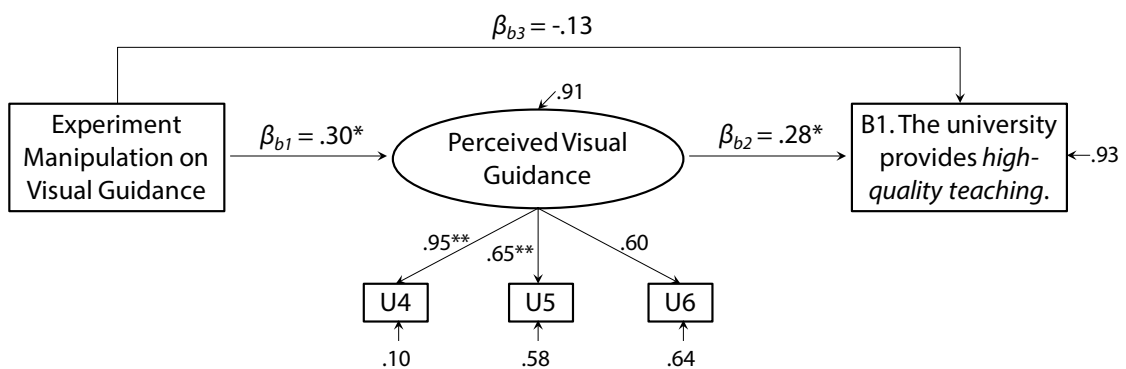 βb3 = -.13
Experiment
Manipulation on
Visual Guidance
βb1 = .30*
.91
Perceived Visual
Guidance
βb2 = .28*
B1. The university
provides high-
quality teaching.
.93
.95**
.65**
.60
U4
U5
U6
.10
.58
.64